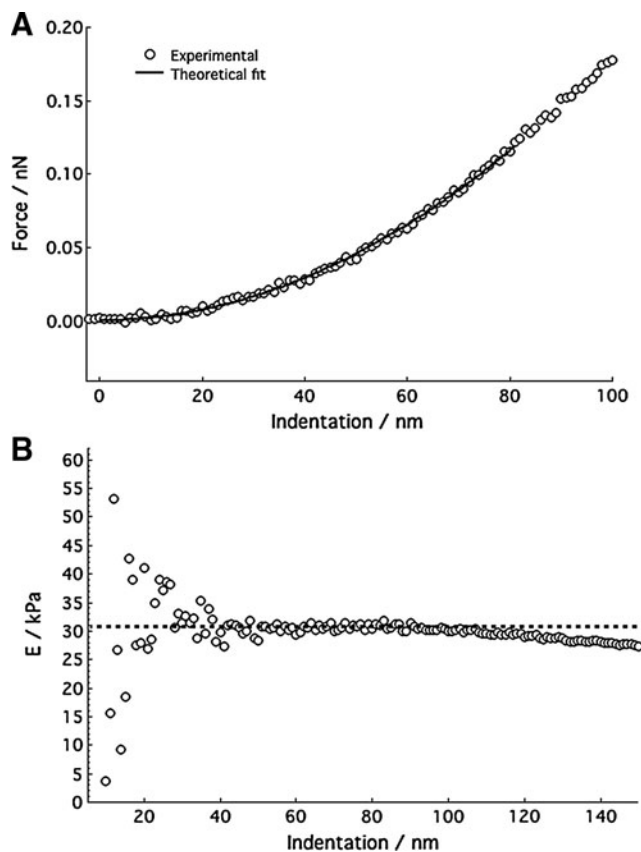 A
0.20
Experimental
Theoretical fit
0.15
Force / nN
0.10
0.05
0.00
0 20 40 60 80 100
Indentation / nm
B
60
55
50
45
40
35
E / kPa
30
25
20
15
10
5
0
20 40 60 80 100 120 140
Indentation / nm